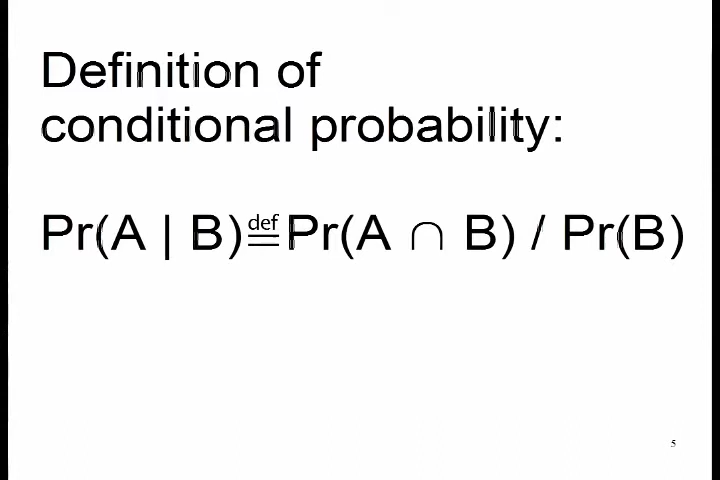 Definition of
conditional probability:
Pr(A | B) ≝ Pr(A ∩ B) / Pr(B)
5